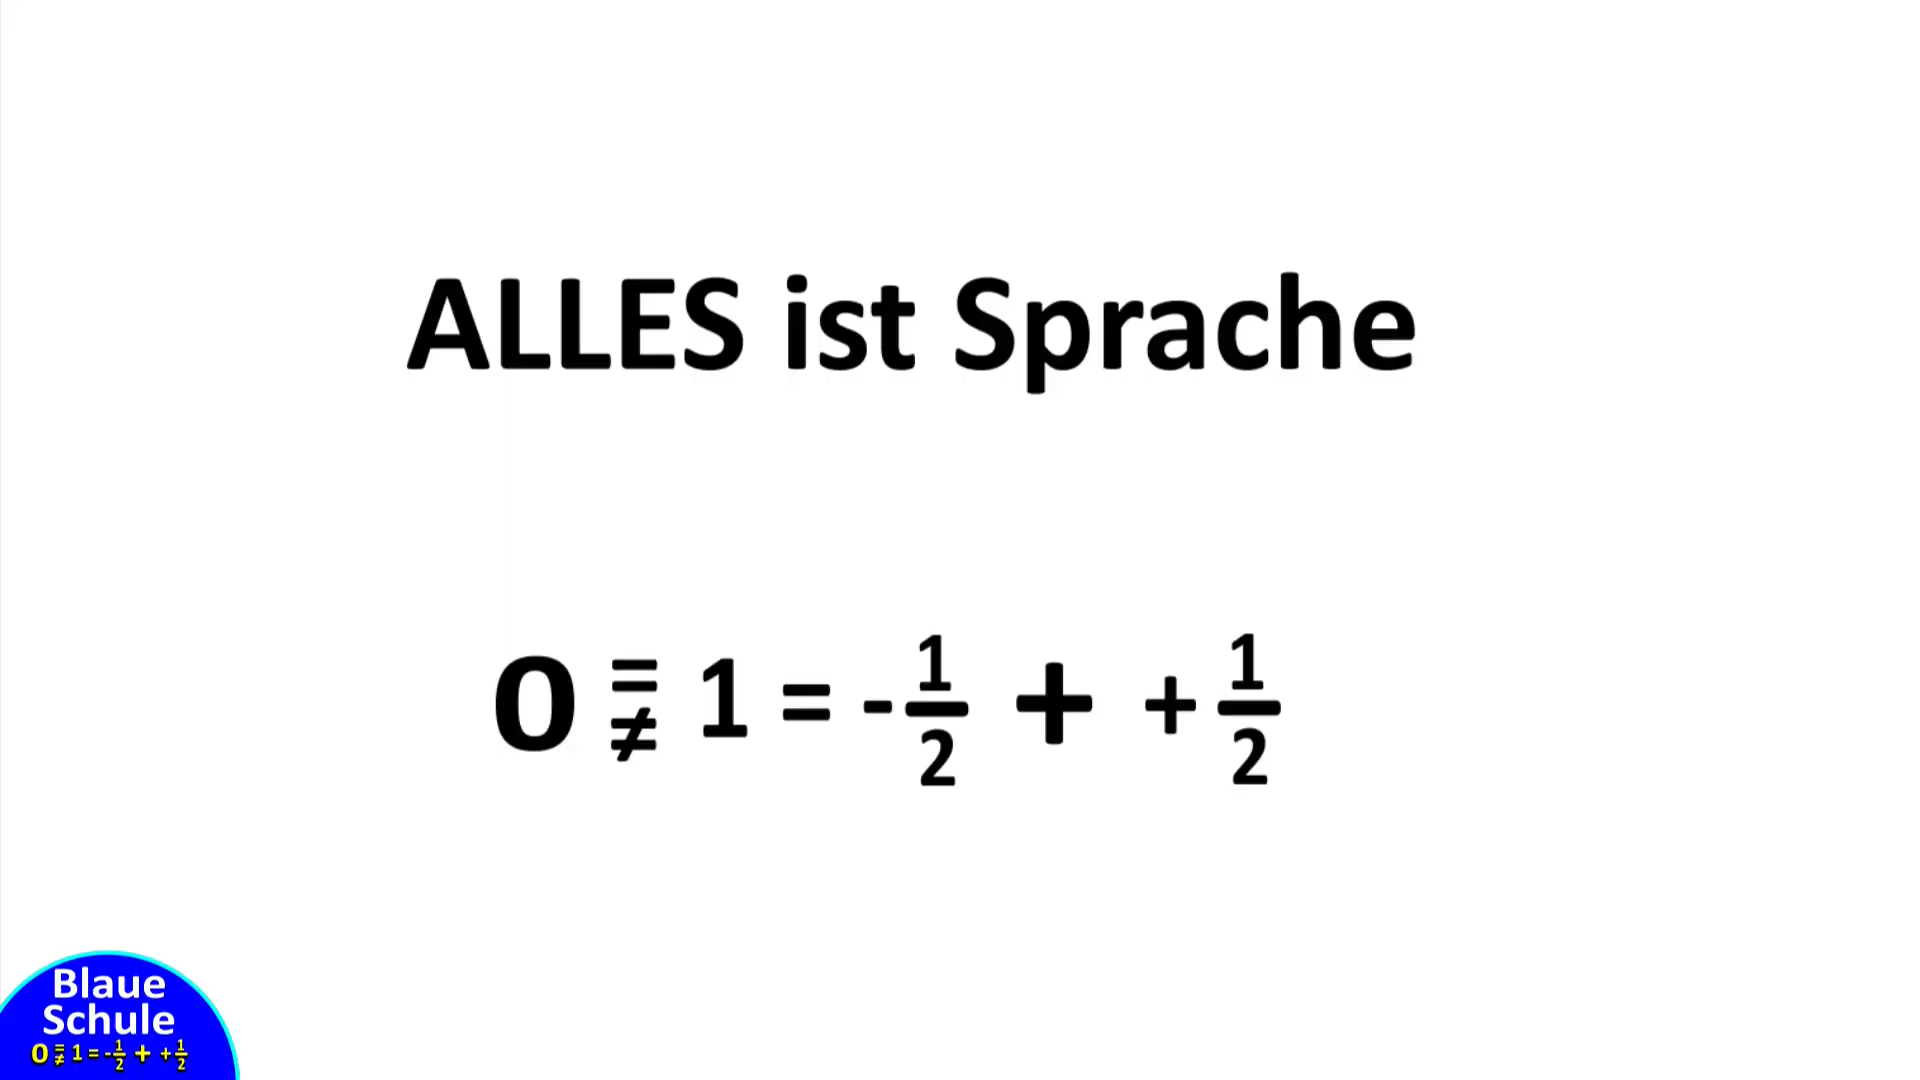 ALLES ist Sprache
0 =≠ 1 = -1/2 + +1/2
Blaue
Schule
0 =≠ 1 = -1/2 + +1/2